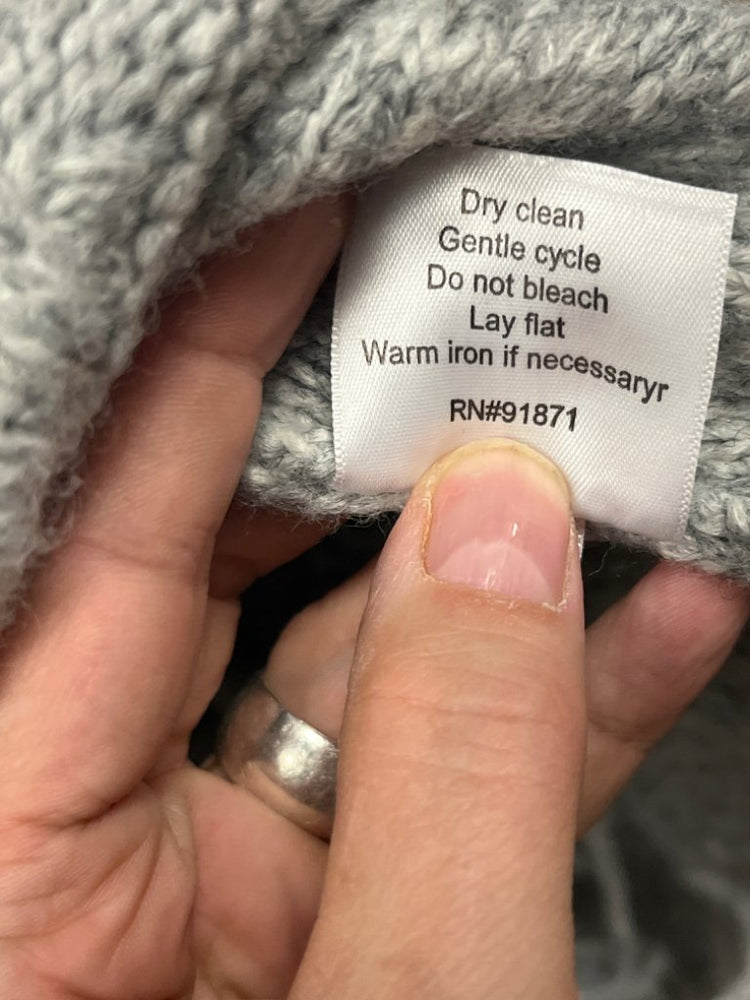 Dry clean
Gentle cycle
Do not bleach
Lay flat
Warm iron if necessaryr
RN#91871